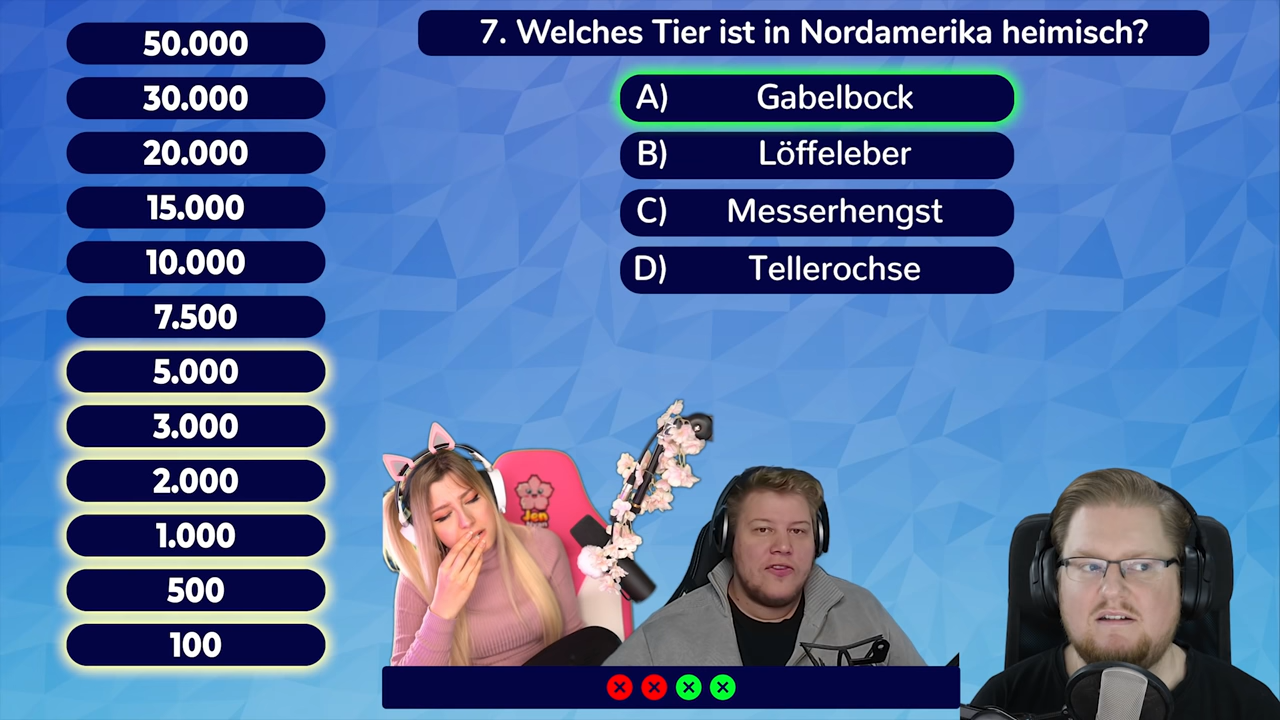 7. Welches Tier ist in Nordamerika heimisch?
A) Gabelbock
B) Löffeleber
C) Messerhengst
D) Tellerochse
50.000
30.000
20.000
15.000
10.000
7.500
5.000
3.000
2.000
1.000
500
100
Jen